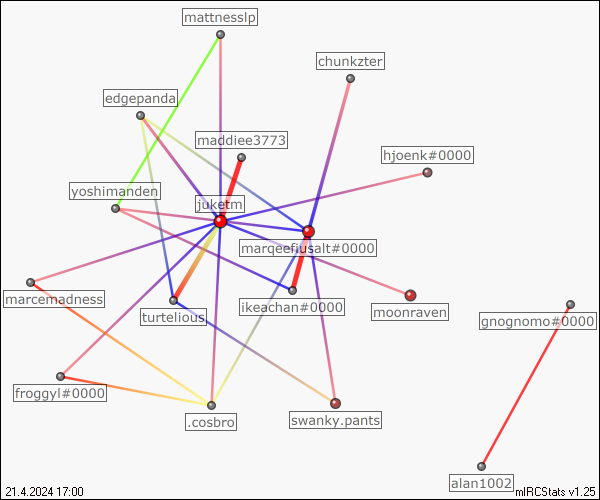 mattnesslp
chunkzter
edgepanda
maddiee3773
hjoenk#0000
yoshimanden
juketm
marqeefiusalt#0000
marcemadness
turtelious
ikeachan#0000
moonraven
gnognomo#0000
froggyl#0000
.cosbro
swanky.pants
alan1002
21.4.2024 17:00
mIRCStats v1.25